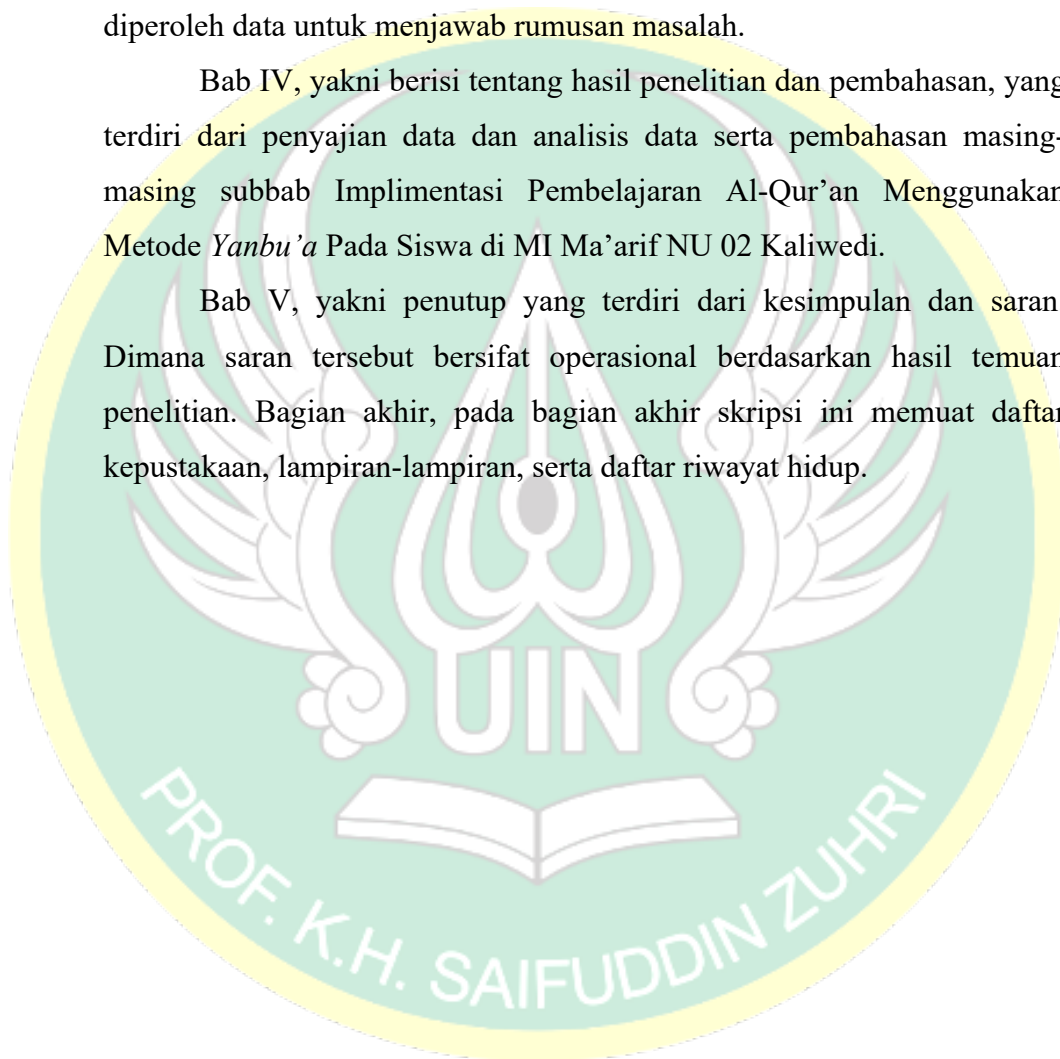 diperoleh data untuk menjawab rumusan masalah.
Bab IV, yakni berisi tentang hasil penelitian dan pembahasan, yang
terdiri dari penyajian data dan analisis data serta pembahasan masing-
masing subbab Implimentasi Pembelajaran Al-Qur’an Menggunakan
Metode Yanbu’a Pada Siswa di MI Ma’arif NU 02 Kaliwedi.
Bab V, yakni penutup yang terdiri dari kesimpulan dan saran
Dimana saran tersebut bersifat operasional berdasarkan hasil temuan
penelitian. Bagian akhir, pada bagian akhir skripsi ini memuat daftar
kepustakaan, lampiran-lampiran, serta daftar riwayat hidup.
UIN
PROF. K.H. SAIFUDDIN ZUHRI